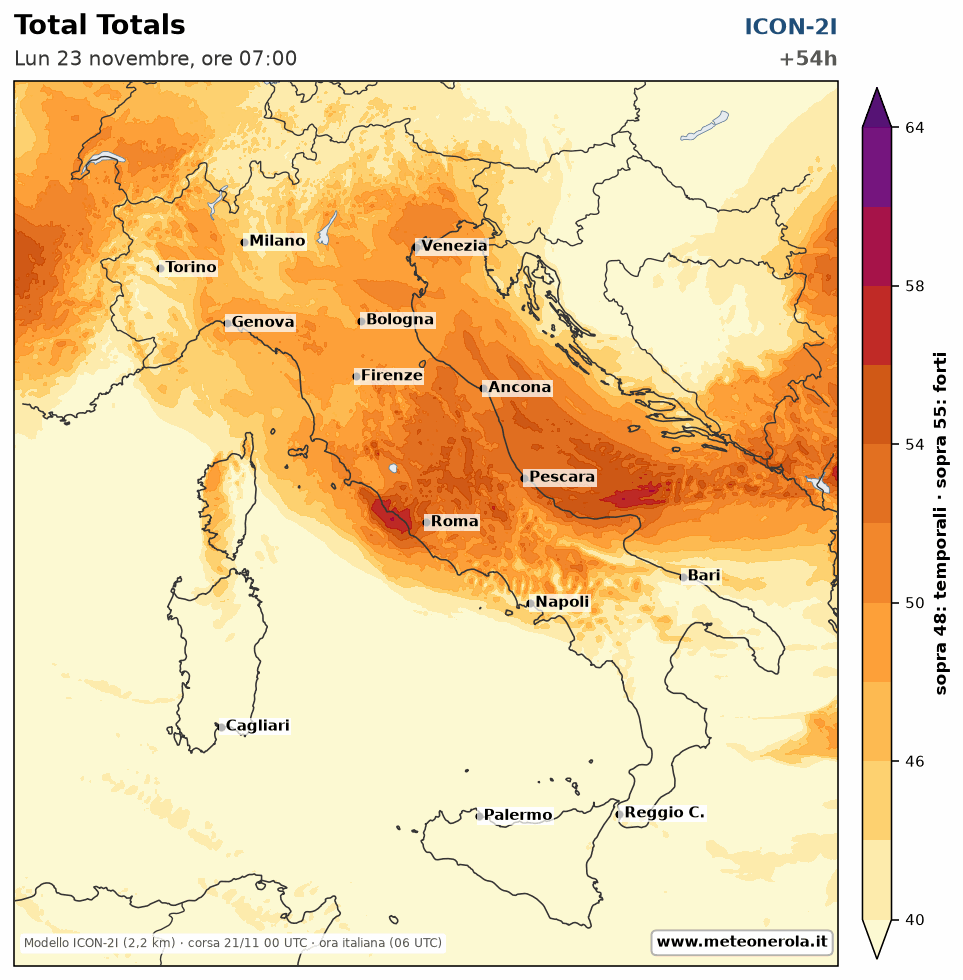 Total Totals
ICON-2I
Lun 23 novembre, ore 07:00
+54h
64
58
54
50
46
40
sopra 48: temporali · sopra 55: forti
Milano
Venezia
Torino
Genova
Bologna
Firenze
Ancona
Pescara
Roma
Bari
Napoli
Cagliari
Palermo
Reggio C.
Modello ICON-2I (2,2 km) · corsa 21/11 00 UTC · ora italiana (06 UTC)
www.meteonerola.it